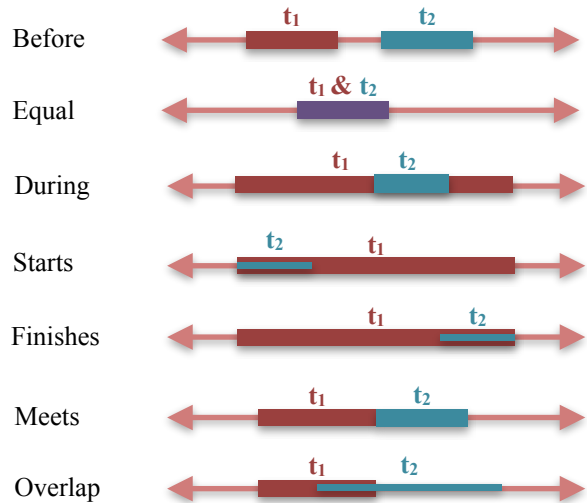 t₁ t₂
Before
t₁ & t₂
Equal
t₁ t₂
During
t₂ t₁
Starts
t₁ t₂
Finishes
t₁ t₂
Meets
t₁ t₂
Overlap